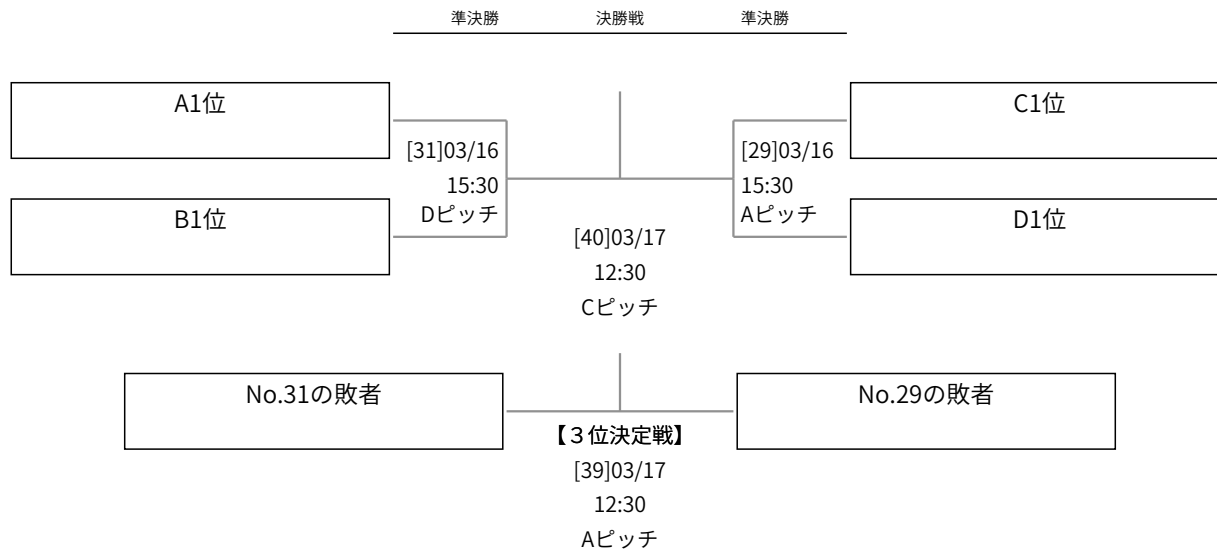 準決勝 決勝戦 準決勝
A1位
C1位
[31]03/16
15:30
Dピッチ
[29]03/16
15:30
Aピッチ
B1位
D1位
[40]03/17
12:30
Cピッチ
No.31の敗者
No.29の敗者
【３位決定戦】
[39]03/17
12:30
Aピッチ